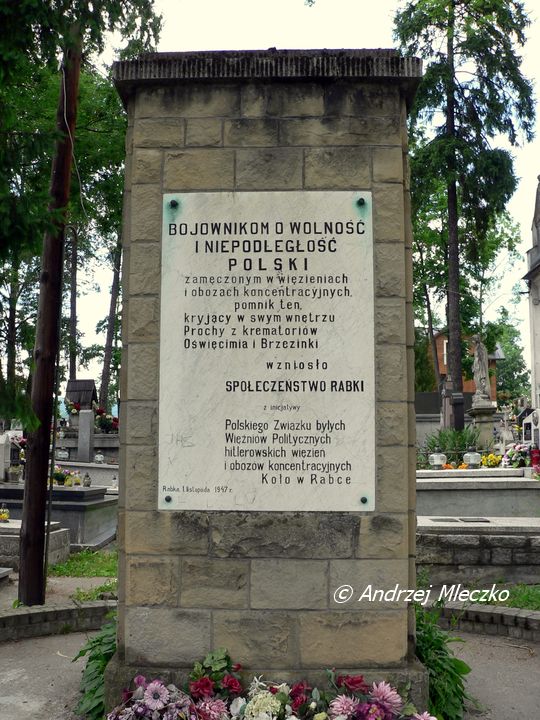 BOJOWNIKOM O WOLNOŚĆ
I NIEPODLEGŁOŚĆ
POLSKI
zamęczonym w więzieniach
i obozach koncentracyjnych,
pomnik ten,
kryjący w swym wnętrzu
Prochy z krematoriów
Oświęcimia i Brzezinki
wzniosło
SPOŁECZEŃSTWO RABKI
z inicjatywy
Polskiego Związku byłych
Więźniów Politycznych
hitlerowskich więzień
i obozów koncentracyjnych
Koło w Rabce
Rabka, 1 listopada 1947 r.
© Andrzej Mleczko